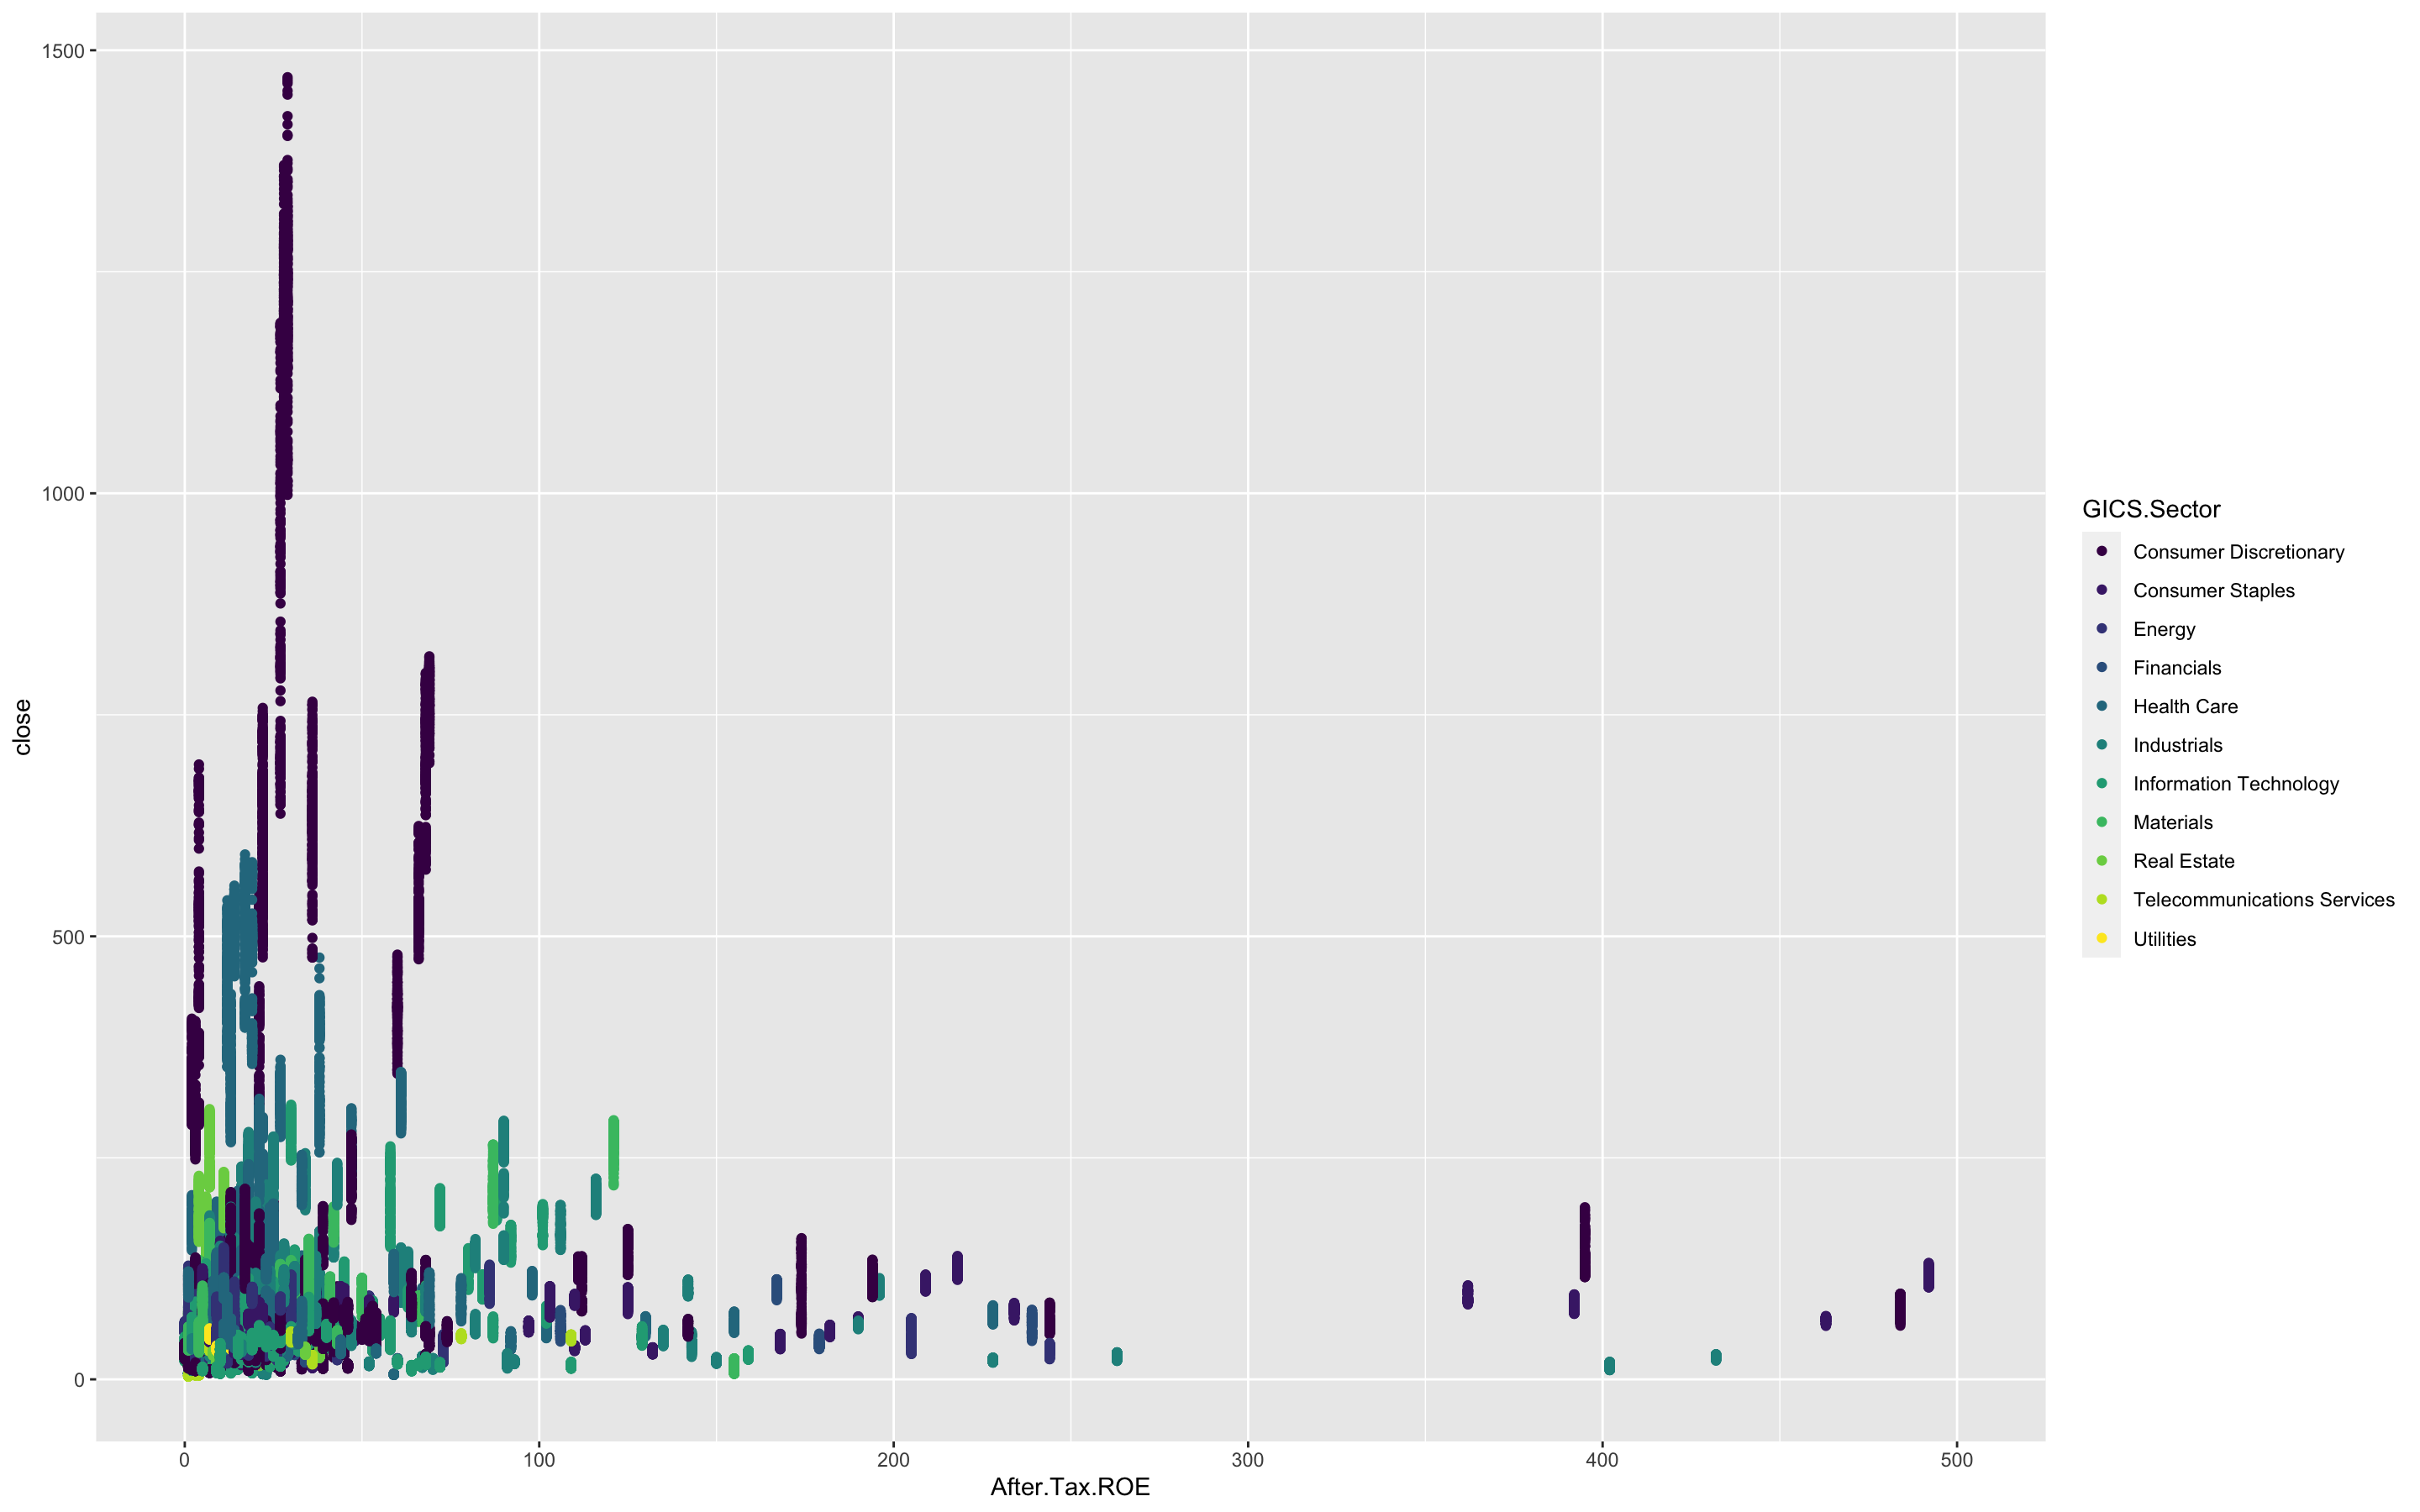 1500
1000
500
0
close
0
100
200
300
400
500
After.Tax.ROE
GICS.Sector
Consumer Discretionary
Consumer Staples
Energy
Financials
Health Care
Industrials
Information Technology
Materials
Real Estate
Telecommunications Services
Utilities